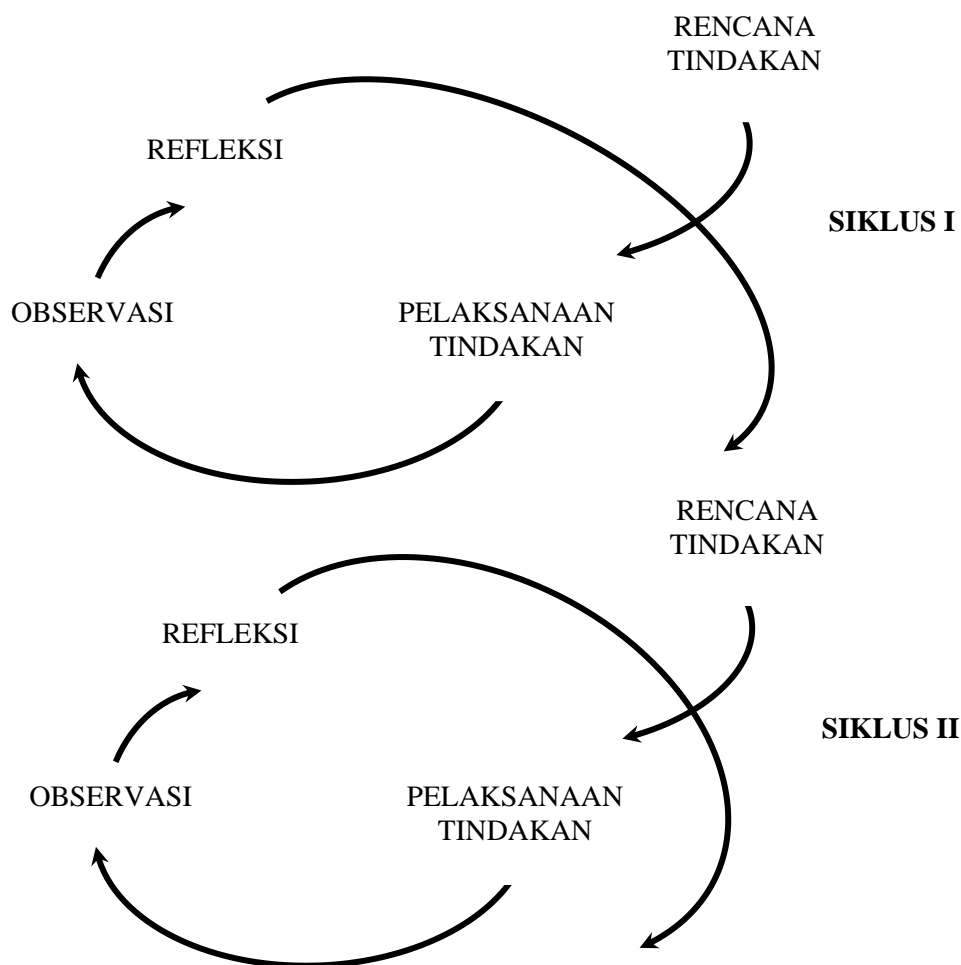 RENCANA
TINDAKAN
REFLEKSI
SIKLUS I
OBSERVASI
PELAKSANAAN
TINDAKAN
RENCANA
TINDAKAN
REFLEKSI
SIKLUS II
OBSERVASI
PELAKSANAAN
TINDAKAN